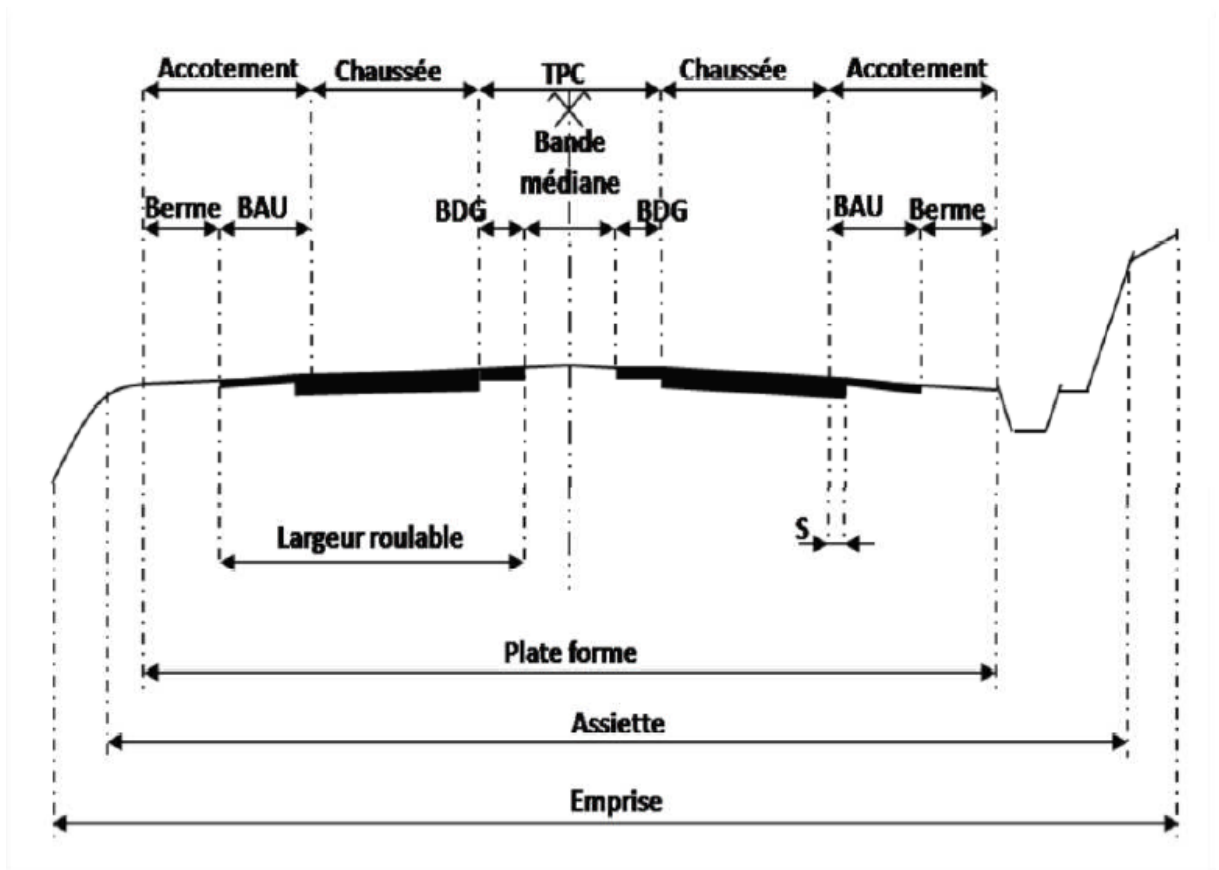 Accotement Chaussée TPC Chaussée Accotement
Bande
médiane
Berme BAU BDG BDG BAU Berme
Largeur roulable S
Plate forme
Assiette
Emprise